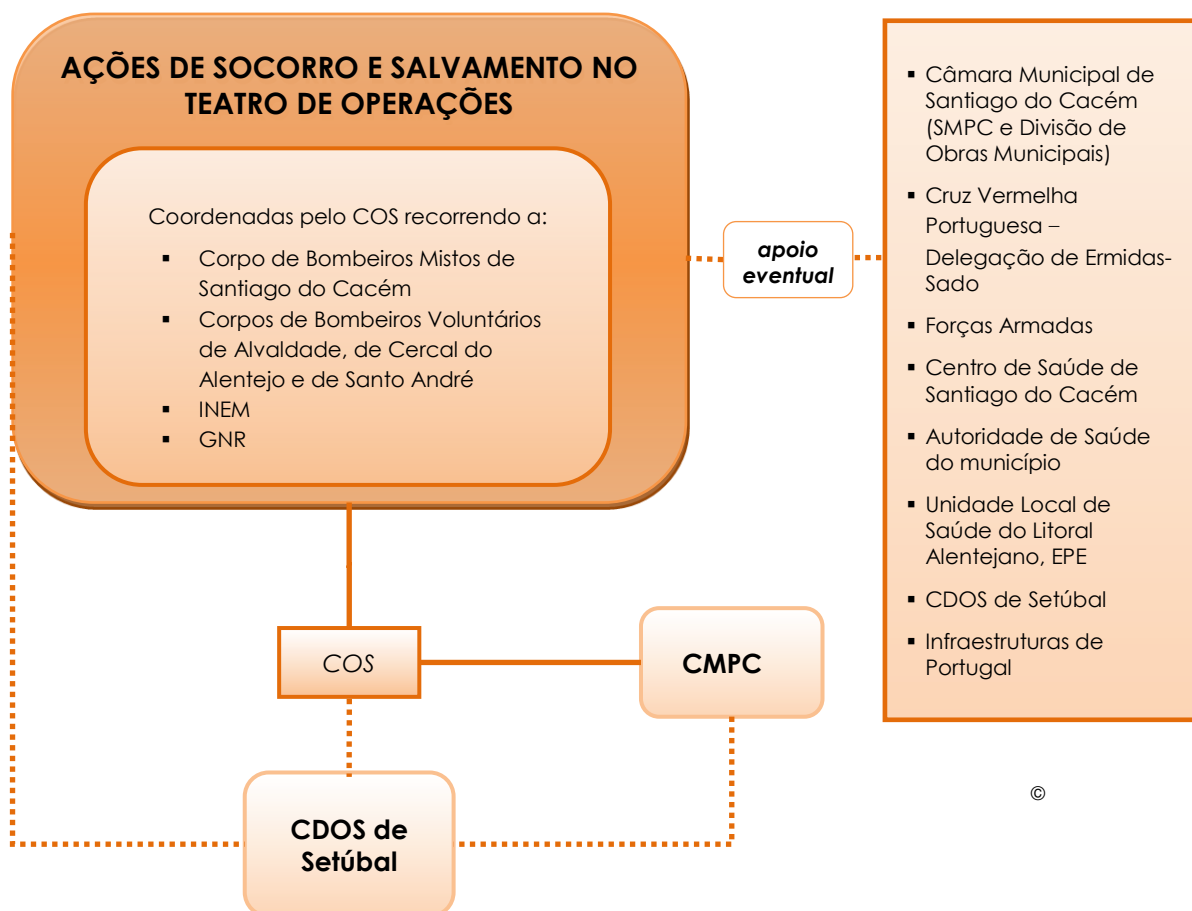 AÇÕES DE SOCORRO E SALVAMENTO NO
TEATRO DE OPERAÇÕES
Coordenadas pelo COS recorrendo a:
▪ Corpo de Bombeiros Mistos de
Santiago do Cacém
▪ Corpos de Bombeiros Voluntários
de Alvaldade, de Cercal do
Alentejo e de Santo André
▪ INEM
▪ GNR
apoio
eventual
▪ Câmara Municipal de
Santiago do Cacém
(SMPC e Divisão de
Obras Municipais)
▪ Cruz Vermelha
Portuguesa –
Delegação de Ermidas-
Sado
▪ Forças Armadas
▪ Centro de Saúde de
Santiago do Cacém
▪ Autoridade de Saúde
do município
▪ Unidade Local de
Saúde do Litoral
Alentejano, EPE
▪ CDOS de Setúbal
▪ Infraestruturas de
Portugal
COS
CMPC
CDOS de
Setúbal
©